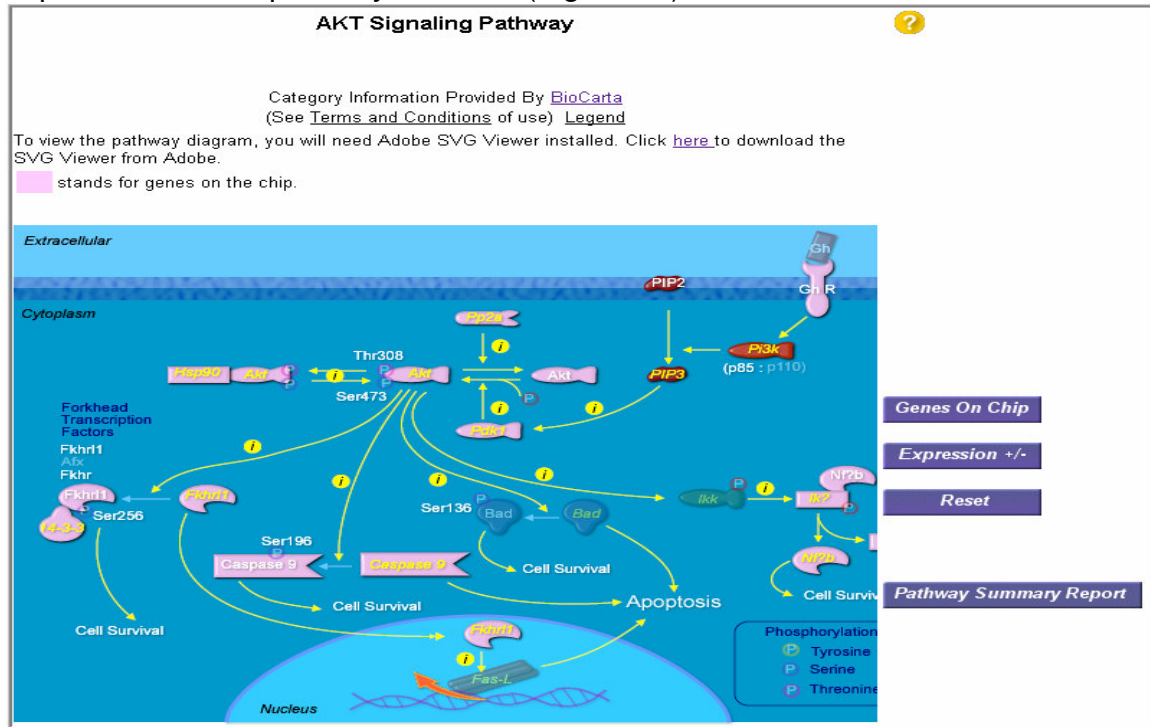 AKT Signaling Pathway
?
Category Information Provided By BioCarta
(See Terms and Conditions of use) Legend
To view the pathway diagram, you will need Adobe SVG Viewer installed. Click here to download the
SVG Viewer from Adobe.
stands for genes on the chip.
Extracellular
Gh
PIP2
Gh R
Cytoplasm
Pp2a
i
Pi3k
(p85 : p110)
Thr308
Hsp90 Akt P P
i
P P Akt
Akt
PIP3
Ser473
P
i
i
Pdk1
Genes On Chip
Forkhead
Transcription
Factors
Fkhrl1
Afx
Fkhr
i
i
i
i
Expression +/-
Nf?b
P
i
Fkhrl1
P
Fkhrl1
Ser256
14-3-3
Ser136
P
Bad
Bad
Ikk
Ik?
P
Reset
Ser196
P
Caspase 9
Caspase 9
Cell Survival
Nf?b
Cell Surviv
Pathway Summary Report
Cell Survival
Apoptosis
Cell Survival
Fkhrl1
i
Fas-L
Nucleus
Phosphorylation
P Tyrosine
P Serine
P Threonine